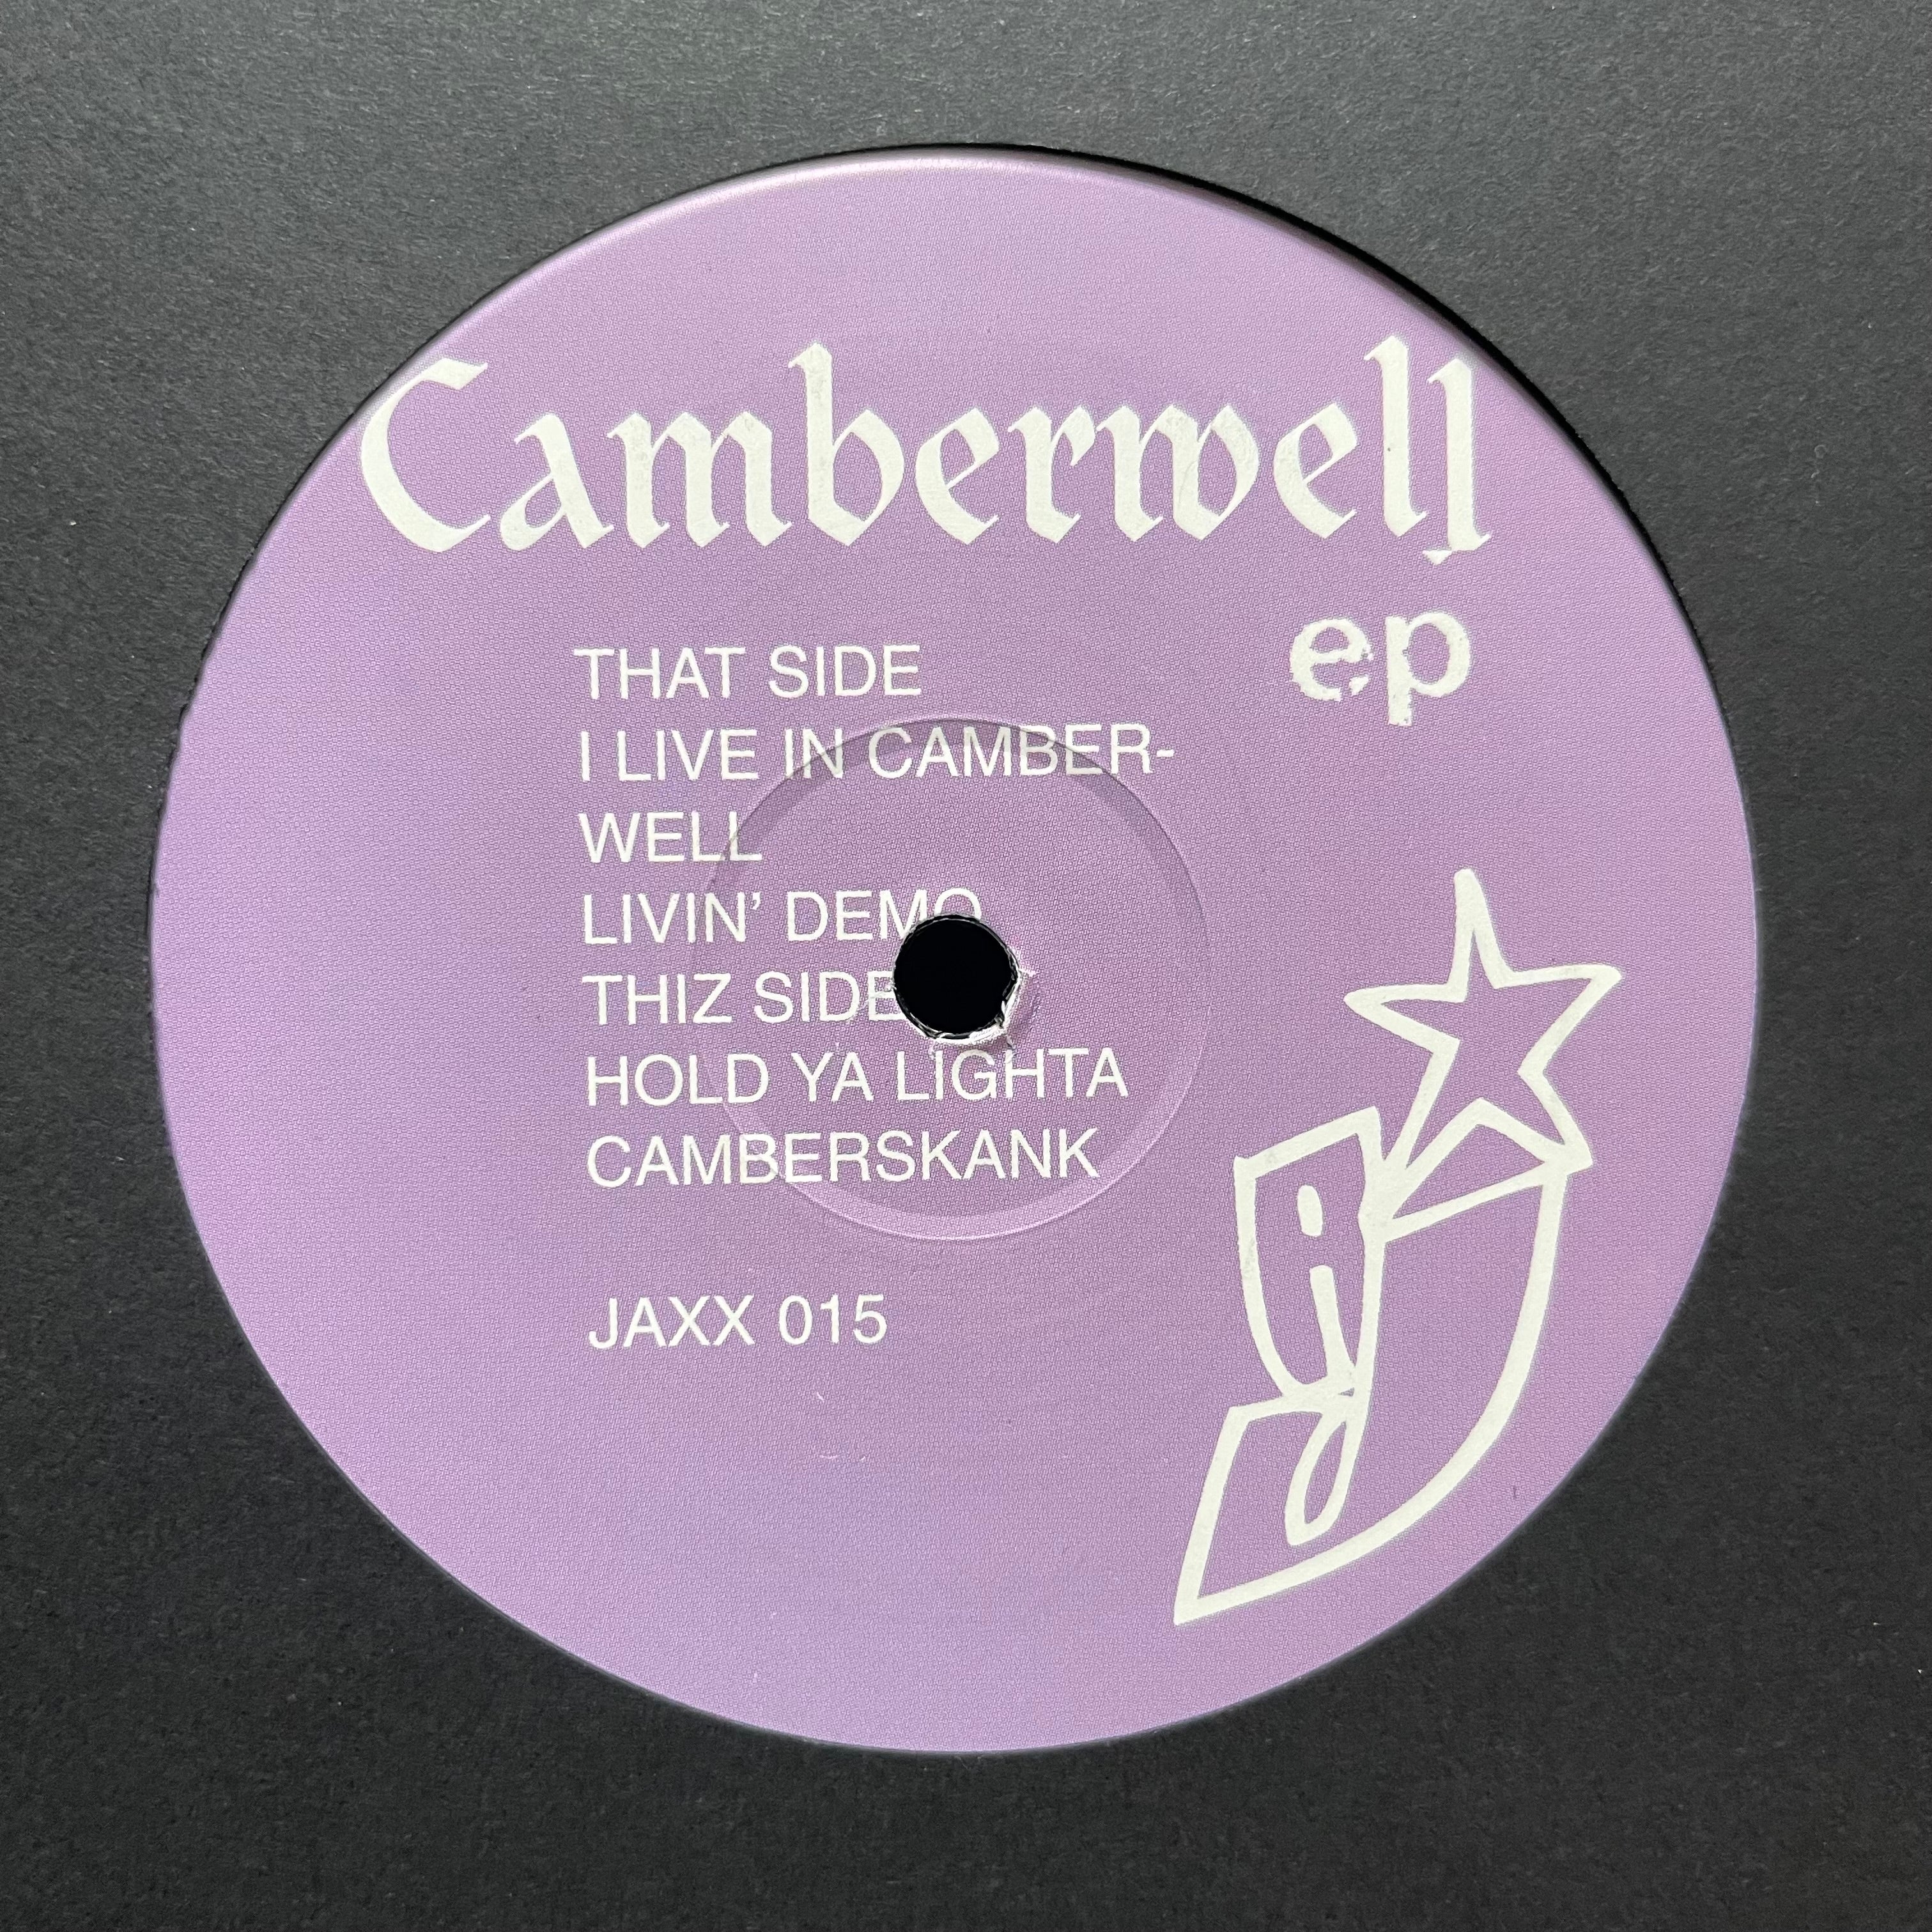 Camberwell
ep
THAT SIDE
I LIVE IN CAMBER-
WELL
LIVIN' DEMO
THIZ SIDE
HOLD YA LIGHTA
CAMBERSKANK
JAXX 015